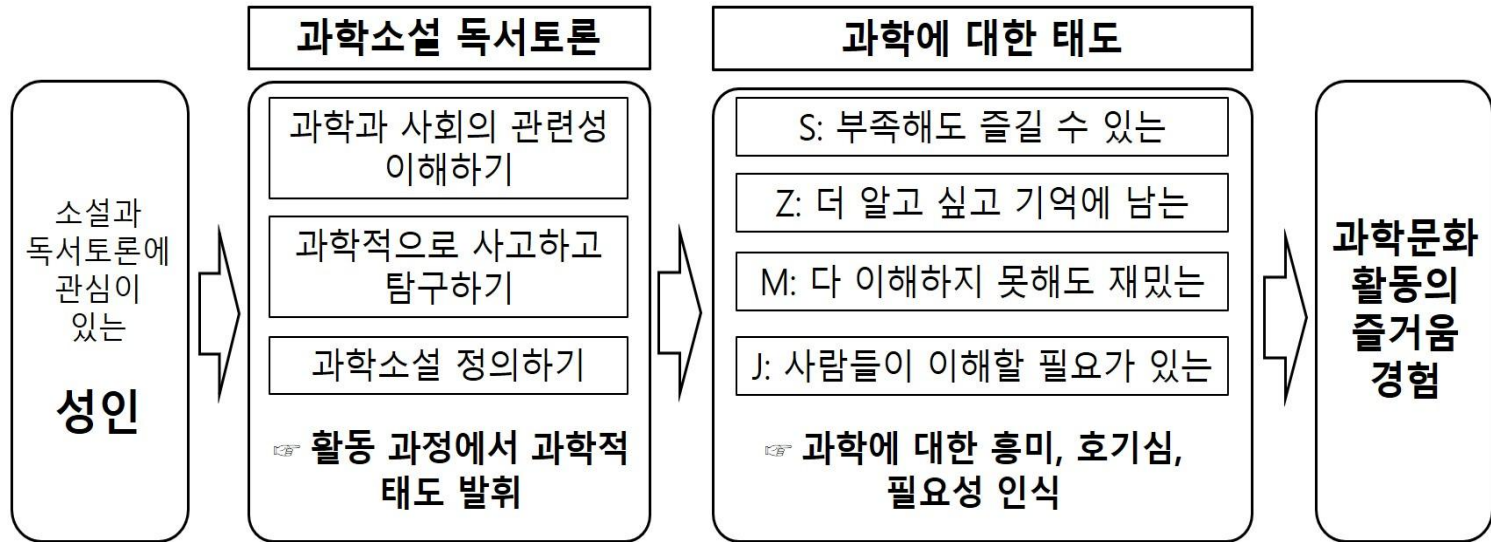 소설과
독서토론에
관심이
있는
성인
과학소설 독서토론
과학과 사회의 관련성
이해하기
과학적으로 사고하고
탐구하기
과학소설 정의하기
☞ 활동 과정에서 과학적
태도 발휘
과학에 대한 태도
S: 부족해도 즐길 수 있는
Z: 더 알고 싶고 기억에 남는
M: 다 이해하지 못해도 재밌는
J: 사람들이 이해할 필요가 있는
☞ 과학에 대한 흥미, 호기심,
필요성 인식
과학문화
활동의
즐거움
경험